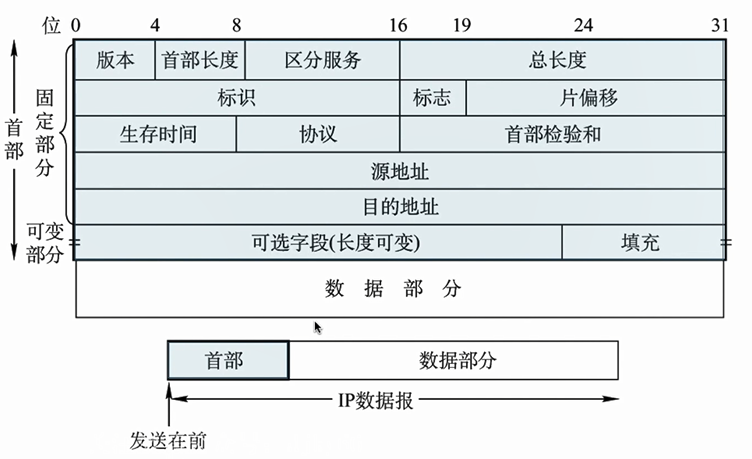 位 0 4 8 16 19 24 31
版本 首部长度 区分服务 总长度
标识 标志 片偏移
生存时间 协议 首部检验和
源地址
目的地址
可选字段(长度可变) 填充
数据部分
首部
固定部分
可变
部分
首部 数据部分
IP数据报
发送在前